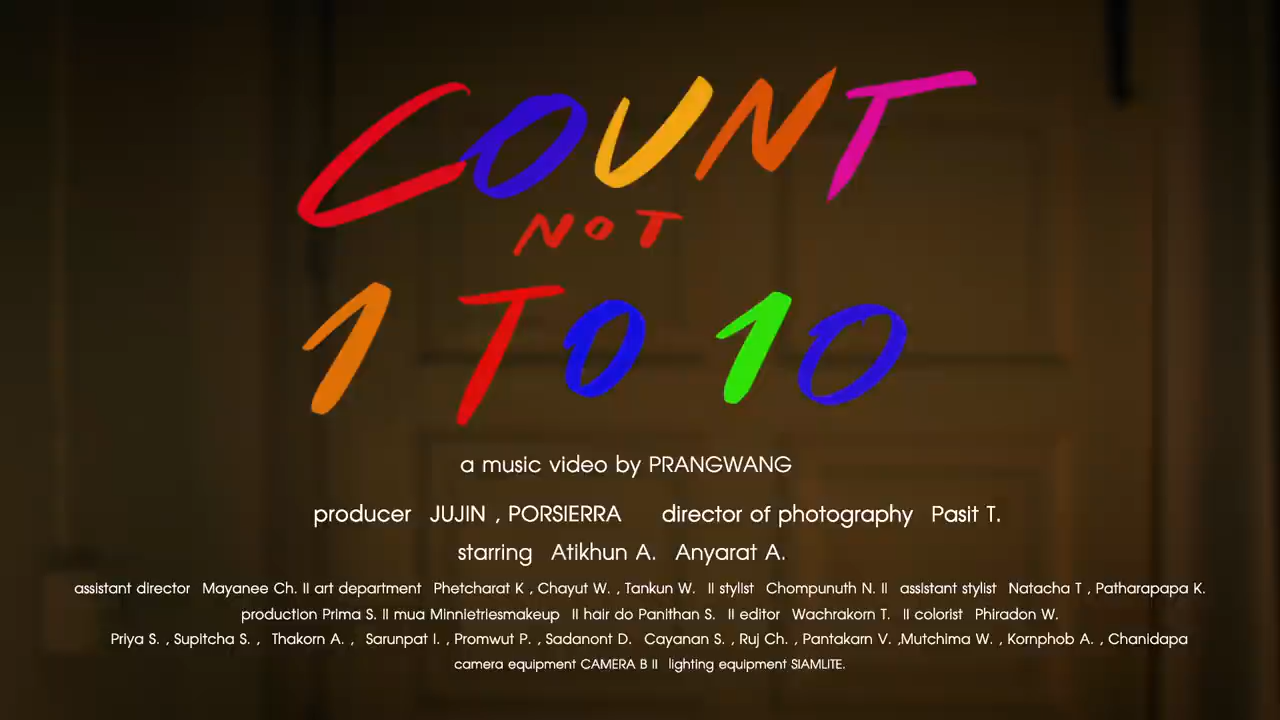 COUNT
NOT
1 TO 10
a music video by PRANGWANG
producer JUJIN , PORSIERRA director of photography Pasit T.
starring Atikhun A. Anyarat A.
assistant director Mayanee Ch. II art department Phetcharat K , Chayut W. , Tankun W. II stylist Chompunuth N. II assistant stylist Natacha T , Patharapapa K.
production Prima S. II mua Minnietriesmakeup II hair do Panithan S. II editor Wachrakorn T. II colorist Phiradon W.
Priya S. , Supitcha S. , Thakorn A. , Sarunpat I. , Promwut P. , Sadanont D. Cayanan S. , Ruj Ch. , Pantakarn V. ,Mutchima W. , Kornphob A. , Chanidapa
camera equipment CAMERA B II lighting equipment SIAMLITE.